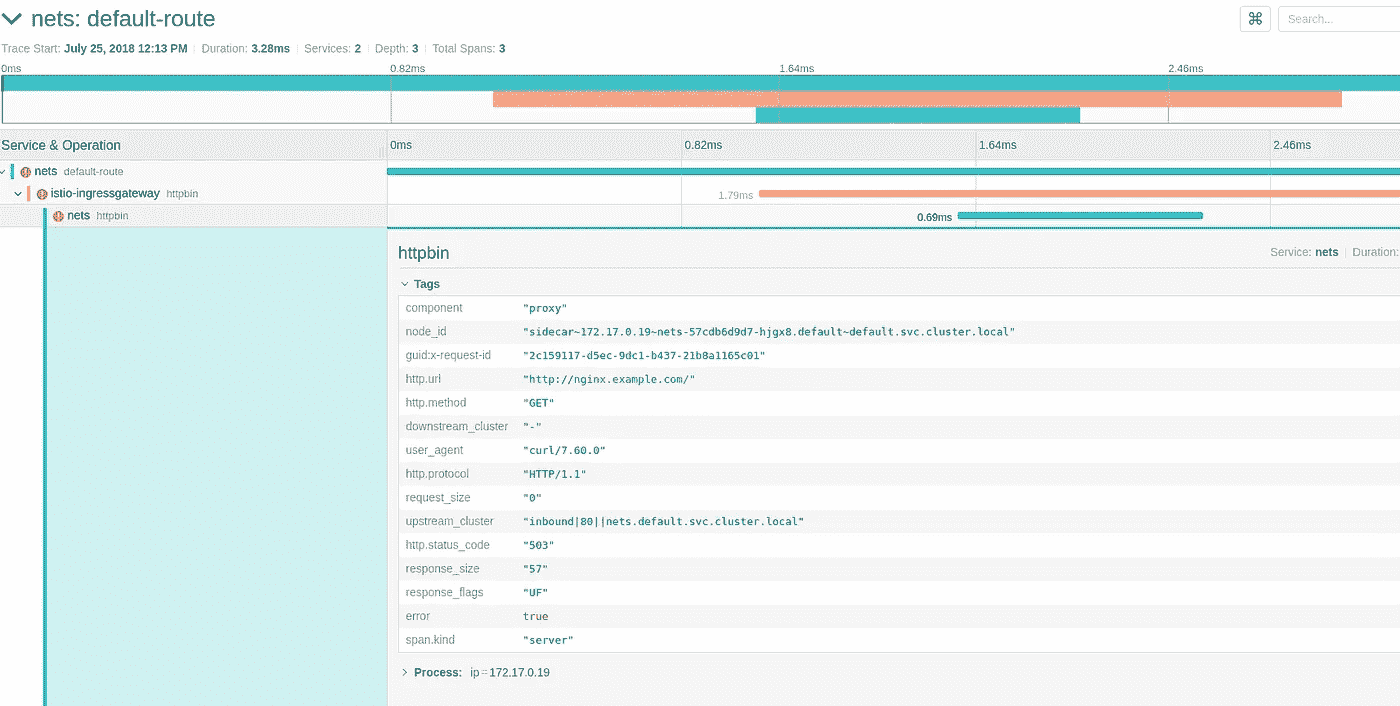 nets: default-route
⌘ Search...
Trace Start: July 25, 2018 12:13 PM Duration: 3.28ms Services: 2 Depth: 3 Total Spans: 3
0ms 0.82ms 1.64ms 2.46ms
Service & Operation 0ms 0.82ms 1.64ms 2.46ms
nets default-route
istio-ingressgateway httpbin 1.79ms
nets httpbin 0.69ms
httpbin Service: nets Duration:
Tags
component "proxy"
node_id "sidecar~172.17.0.19~nets-57cdb6d9d7-hjgx8.default~default.svc.cluster.local"
guid:x-request-id "2c159117-d5ec-9dc1-b437-21b8a1165c01"
http.url "http://nginx.example.com/"
http.method "GET"
downstream_cluster "-"
user_agent "curl/7.60.0"
http.protocol "HTTP/1.1"
request_size "0"
upstream_cluster "inbound|80||nets.default.svc.cluster.local"
http.status_code "503"
response_size "57"
response_flags "UF"
error true
span.kind "server"
Process: ip=172.17.0.19